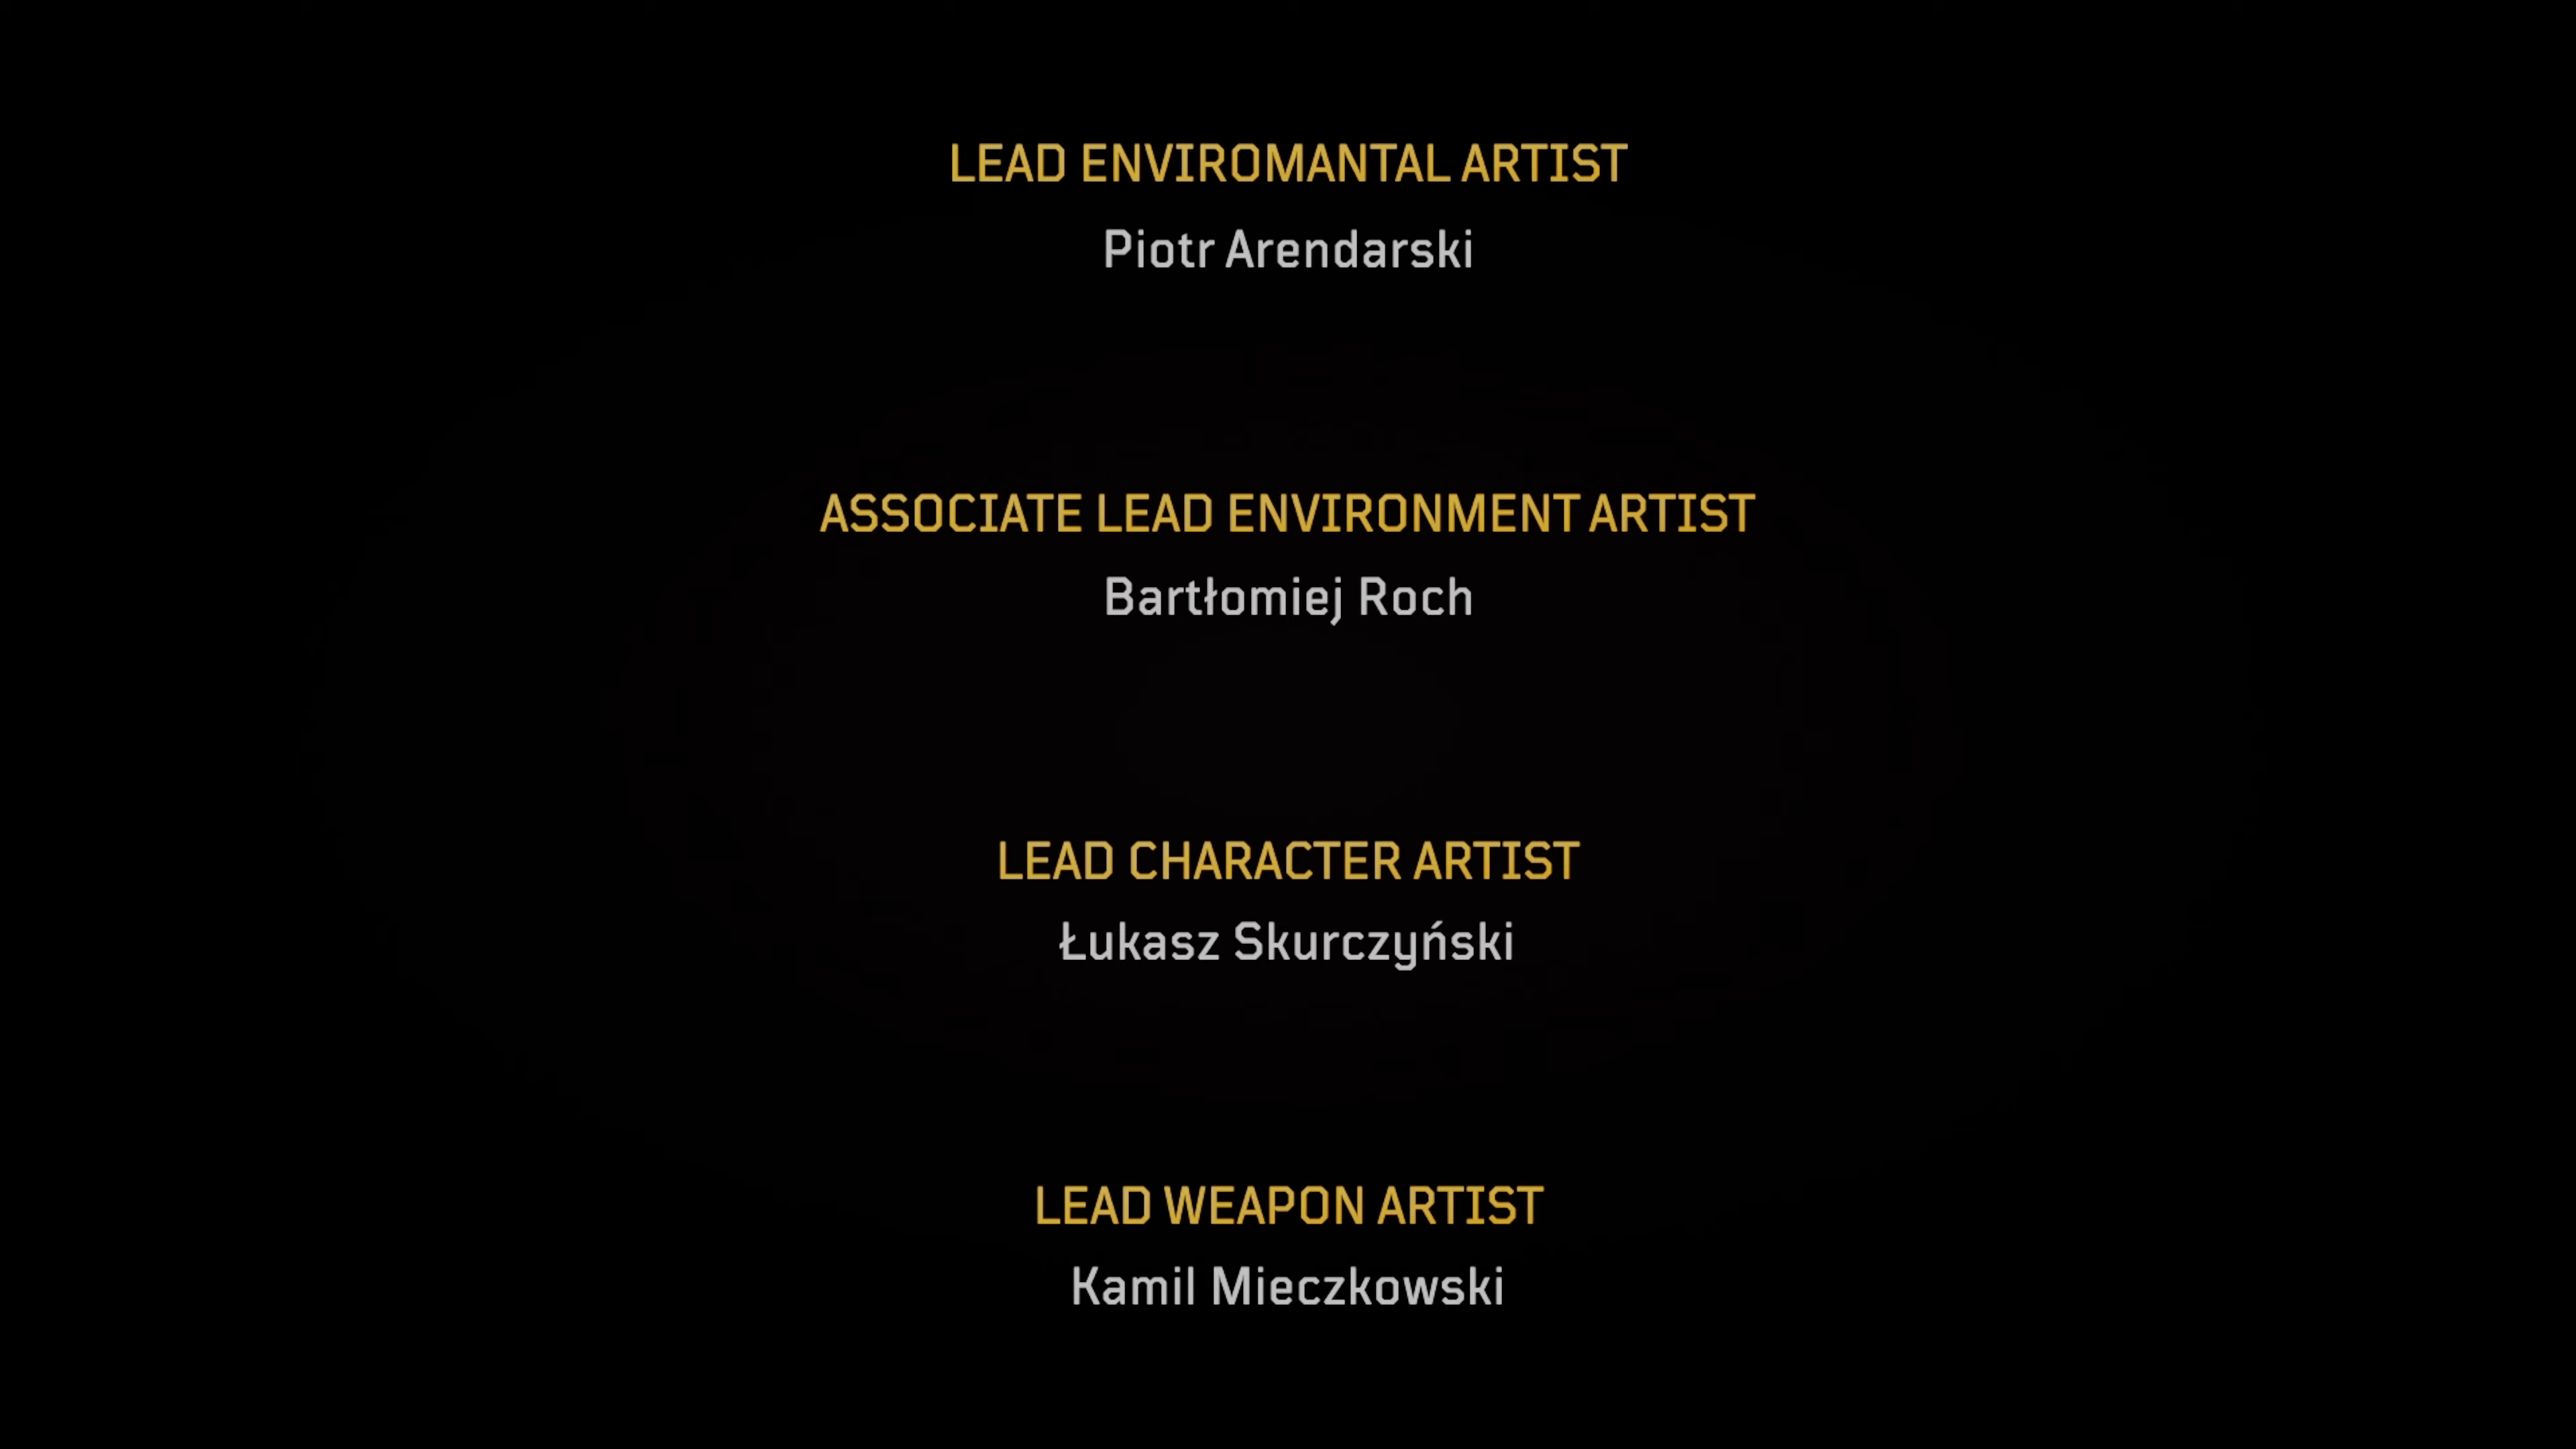 LEAD ENVIROMANTAL ARTIST
Piotr Arendarski
ASSOCIATE LEAD ENVIRONMENT ARTIST
Bartłomiej Roch
LEAD CHARACTER ARTIST
Łukasz Skurczyński
LEAD WEAPON ARTIST
Kamil Mieczkowski